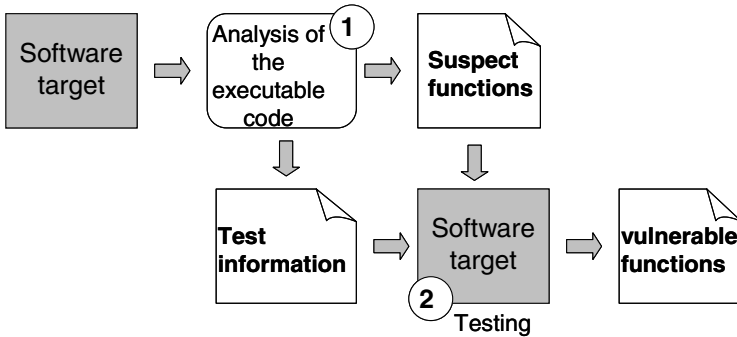 Software
target
Analysis of
the
executable
code
1
Suspect
functions
Test
information
Software
target
2
Testing
vulnerable
functions